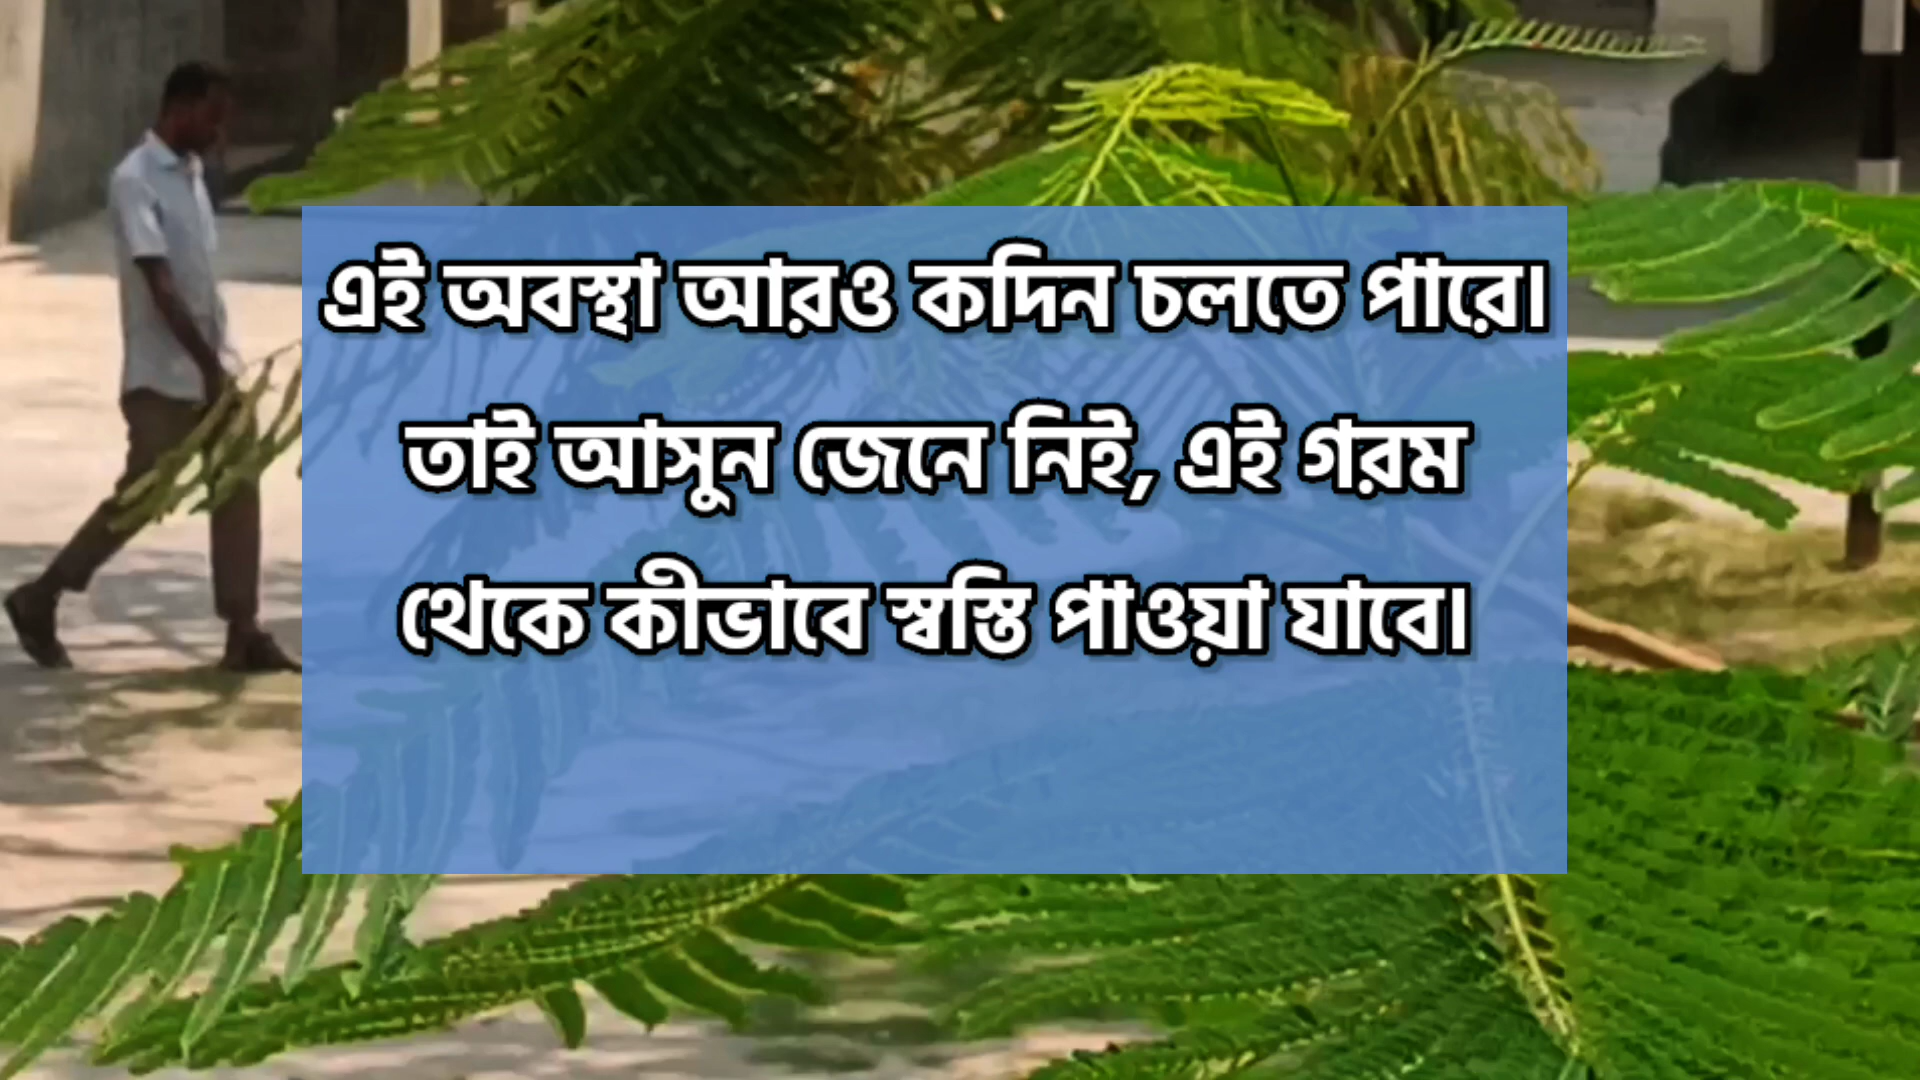 এই অবস্থা আরও কদিন চলতে পারে।
তাই আসুন জেনে নিই, এই গরম
থেকে কীভাবে স্বস্তি পাওয়া যাবে।